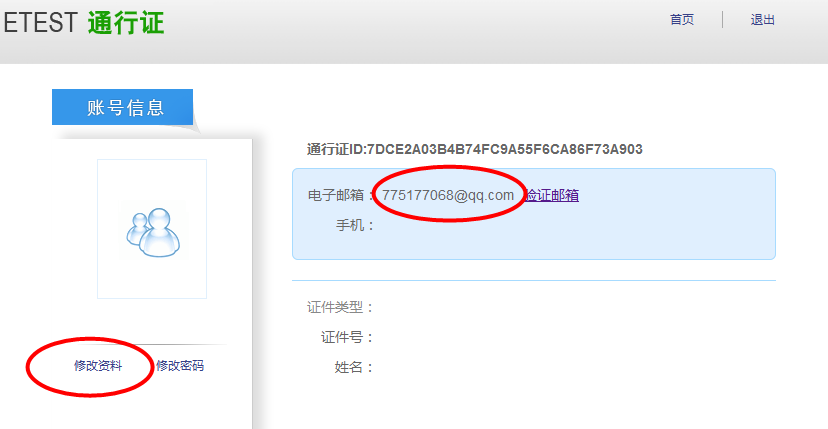 ETEST 通行证
首页 退出
账号信息
通行证ID:7DCE2A03B4B74FC9A55F6CA86F73A903
电子邮箱： 775177068@qq.com 验证邮箱
手机：
证件类型：
证件号：
姓名：
修改资料 修改密码